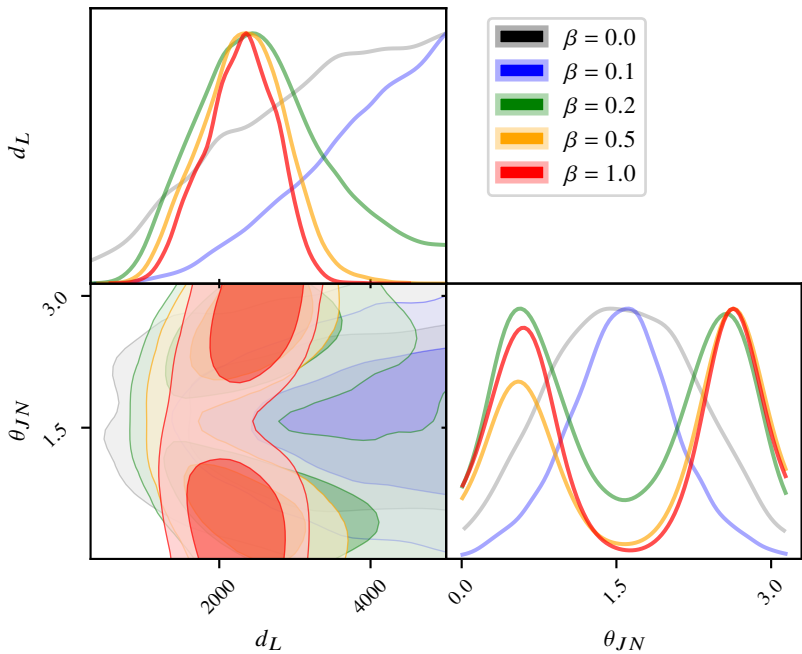 d_L
β = 0.0
β = 0.1
β = 0.2
β = 0.5
β = 1.0
θ_JN
3.0
1.5
2000
4000
0.0
1.5
3.0
d_L
θ_JN